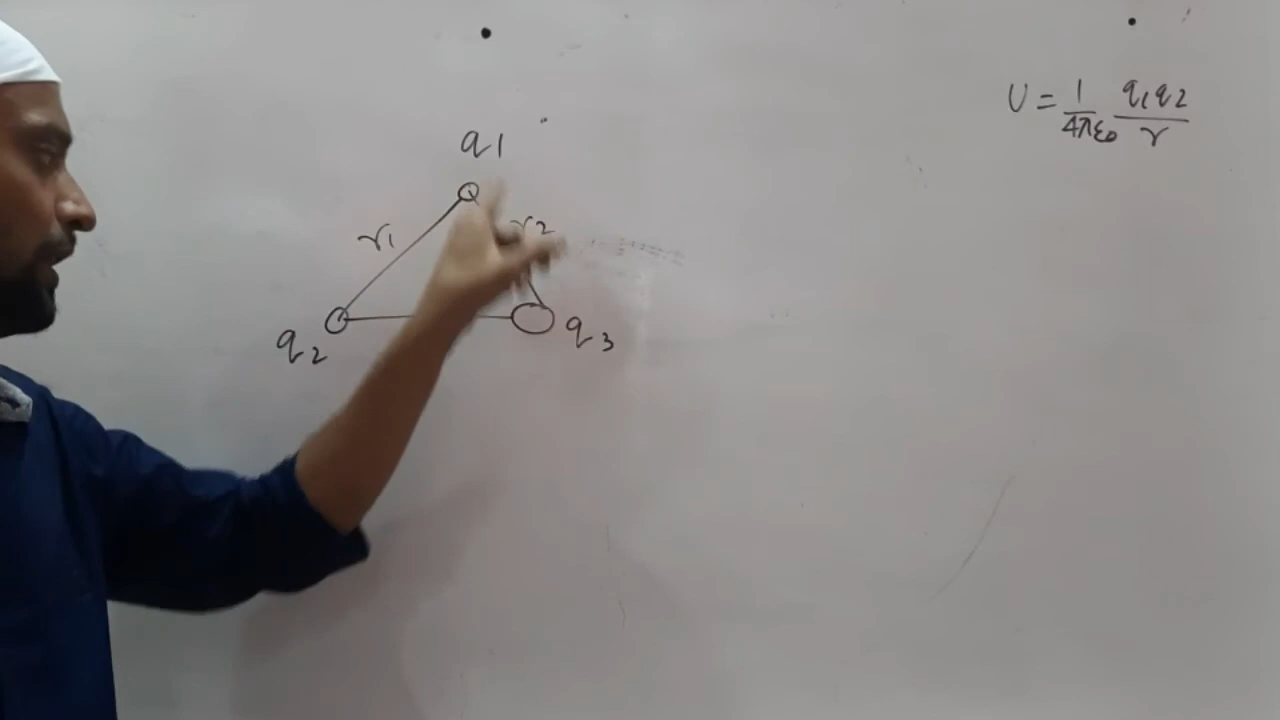 U = 1/4πε₀ q₁q₂/r
q1
r₁
r₂
q₂
q₃